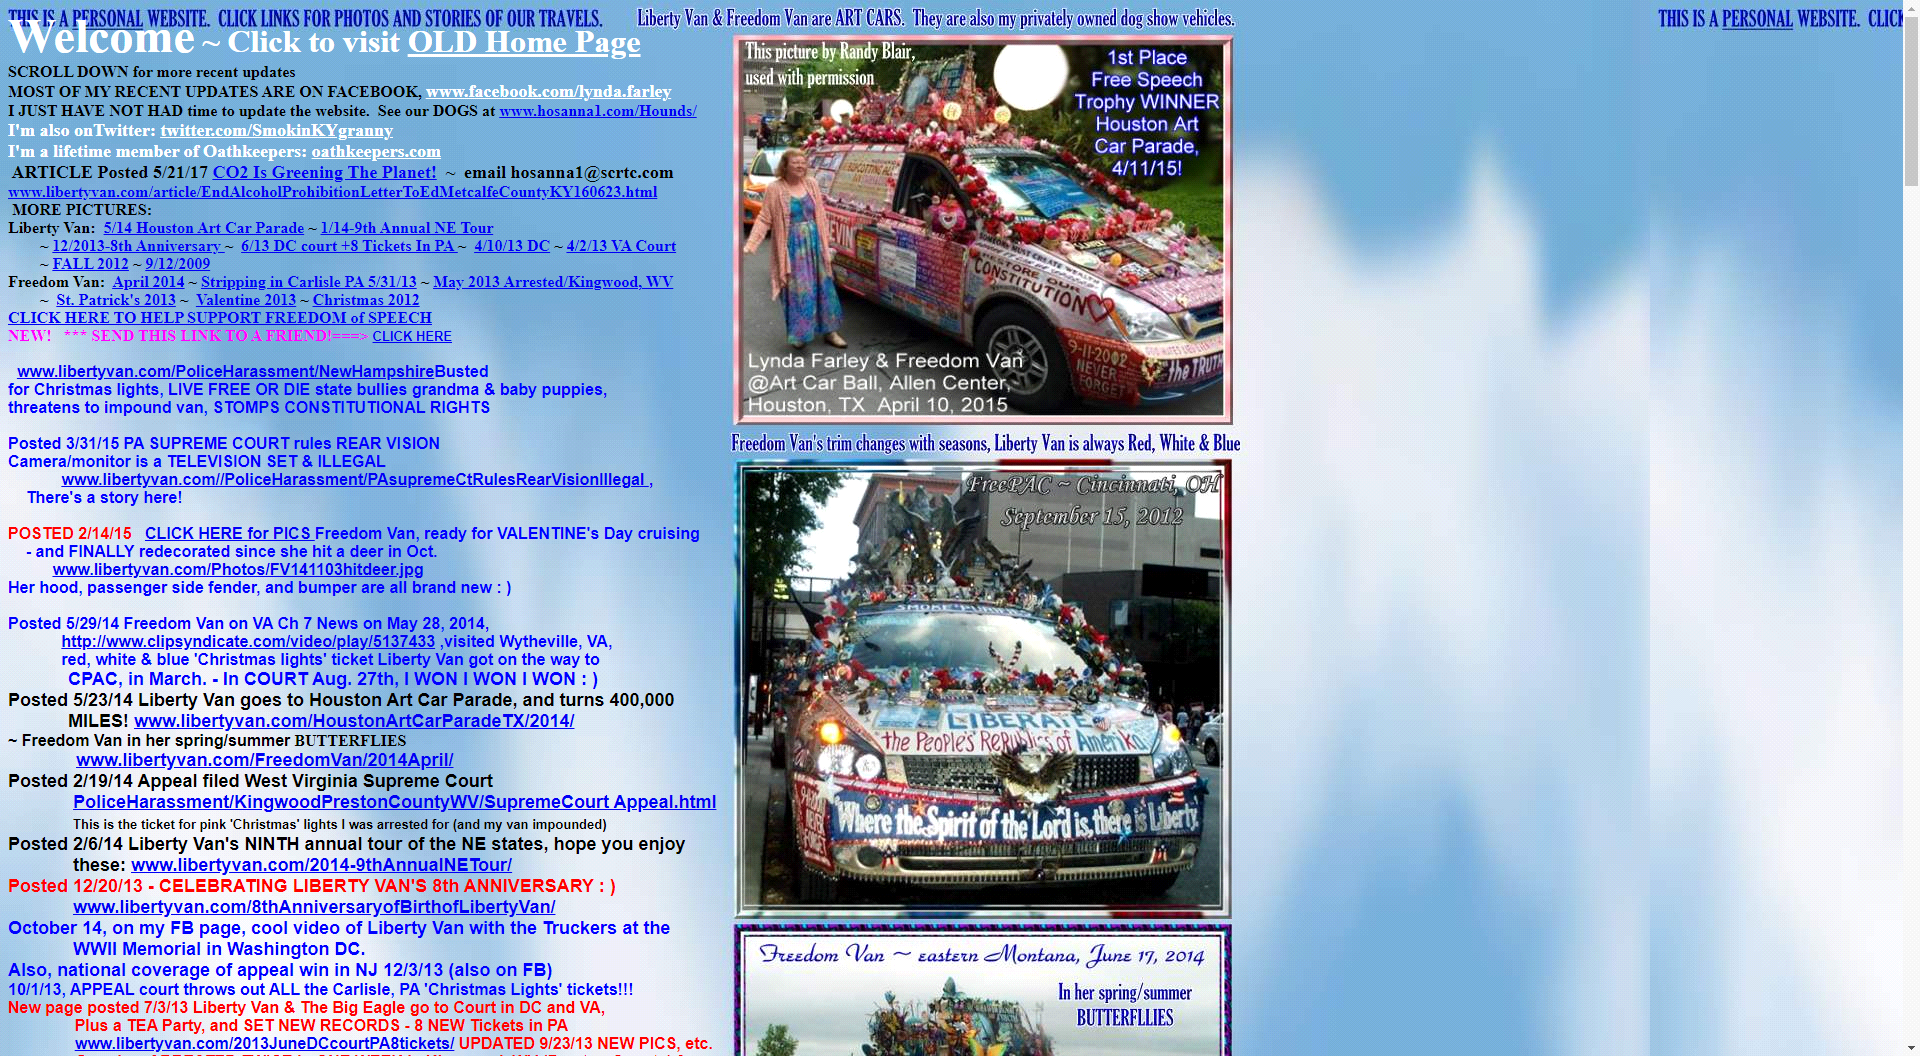 THIS IS A PERSONAL WEBSITE.  CLICK LINKS FOR PHOTOS AND STORIES OF OUR TRAVELS.
Liberty Van & Freedom Van are ART CARS.  They are also my privately owned dog show vehicles.
THIS IS A PERSONAL WEBSITE.  CLICK
Welcome ~ Click to visit OLD Home Page
SCROLL DOWN for more recent updates
MOST OF MY RECENT UPDATES ARE ON FACEBOOK, www.facebook.com/lynda.farley
I JUST HAVE NOT HAD time to update the website.  See our DOGS at www.hosanna1.com/Hounds/
I'm also onTwitter: twitter.com/SmokinKYgranny
I'm a lifetime member of Oathkeepers: oathkeepers.com
ARTICLE Posted 5/21/17 CO2 Is Greening The Planet!  ~  email hosanna1@scrtc.com
www.libertyvan.com/article/EndAlcoholProhibitionLetterToEdMetcalfeCountyKY160623.html
MORE PICTURES:
Liberty Van:  5/14 Houston Art Car Parade ~ 1/14-9th Annual NE Tour
~ 12/2013-8th Anniversary ~  6/13 DC court +8 Tickets In PA ~  4/10/13 DC ~ 4/2/13 VA Court
~ FALL 2012 ~ 9/12/2009
Freedom Van:  April 2014 ~ Stripping in Carlisle PA 5/31/13 ~ May 2013 Arrested/Kingwood, WV
~  St. Patrick's 2013 ~  Valentine 2013 ~ Christmas 2012
CLICK HERE TO HELP SUPPORT FREEDOM of SPEECH
NEW!   *** SEND THIS LINK TO A FRIEND!===> CLICK HERE
www.libertyvan.com/PoliceHarassment/NewHampshireBusted
for Christmas lights, LIVE FREE OR DIE state bullies grandma & baby puppies,
threatens to impound van, STOMPS CONSTITUTIONAL RIGHTS
Posted 3/31/15 PA SUPREME COURT rules REAR VISION
Camera/monitor is a TELEVISION SET & ILLEGAL
www.libertyvan.com//PoliceHarassment/PAsupremeCtRulesRearVisionIllegal ,
There's a story here!
POSTED 2/14/15   CLICK HERE for PICS Freedom Van, ready for VALENTINE's Day cruising
- and FINALLY redecorated since she hit a deer in Oct.
www.libertyvan.com/Photos/FV141103hitdeer.jpg
Her hood, passenger side fender, and bumper are all brand new : )
Posted 5/29/14 Freedom Van on VA Ch 7 News on May 28, 2014,
http://www.clipsyndicate.com/video/play/5137433 ,visited Wytheville, VA,
red, white & blue 'Christmas lights' ticket Liberty Van got on the way to
CPAC, in March. - In COURT Aug. 27th, I WON I WON I WON : )
Posted 5/23/14 Liberty Van goes to Houston Art Car Parade, and turns 400,000
MILES! www.libertyvan.com/HoustonArtCarParadeTX/2014/
~ Freedom Van in her spring/summer BUTTERFLIES
www.libertyvan.com/FreedomVan/2014April/
Posted 2/19/14 Appeal filed West Virginia Supreme Court
PoliceHarassment/KingwoodPrestonCountyWV/SupremeCourt Appeal.html
This is the ticket for pink 'Christmas' lights I was arrested for (and my van impounded)
Posted 2/6/14 Liberty Van's NINTH annual tour of the NE states, hope you enjoy
these: www.libertyvan.com/2014-9thAnnualNETour/
Posted 12/20/13 - CELEBRATING LIBERTY VAN'S 8th ANNIVERSARY : )
www.libertyvan.com/8thAnniversaryofBirthofLibertyVan/
October 14, on my FB page, cool video of Liberty Van with the Truckers at the
WWII Memorial in Washington DC.
Also, national coverage of appeal win in NJ 12/3/13 (also on FB)
10/1/13, APPEAL court throws out ALL the Carlisle, PA 'Christmas Lights' tickets!!!
New page posted 7/3/13 Liberty Van & The Big Eagle go to Court in DC and VA,
Plus a TEA Party, and SET NEW RECORDS - 8 NEW Tickets in PA
www.libertyvan.com/2013JuneDCcourtPA8tickets/ UPDATED 9/23/13 NEW PICS, etc.
This picture by Randy Blair,
used with permission
1st Place
Free Speech
Trophy WINNER
Houston Art
Car Parade,
4/11/15!
RESTORE OUR
CONSTITUTION
9-11-2002
NEVER
FORGET
the TRUTH
Lynda Farley & Freedom Van
@Art Car Ball, Allen Center,
Houston, TX  April 10, 2015
Freedom Van's trim changes with seasons, Liberty Van is always Red, White & Blue
FreePAC ~ Cincinnati, OH
September 15, 2012
LIBERATE
the PEOPLE'S REPUBLICS of AmeriKa
Where the Spirit of the Lord is, there is Liberty
Freedom Van ~ eastern Montana, June 17, 2014
In her spring/summer
BUTTERFLLIES